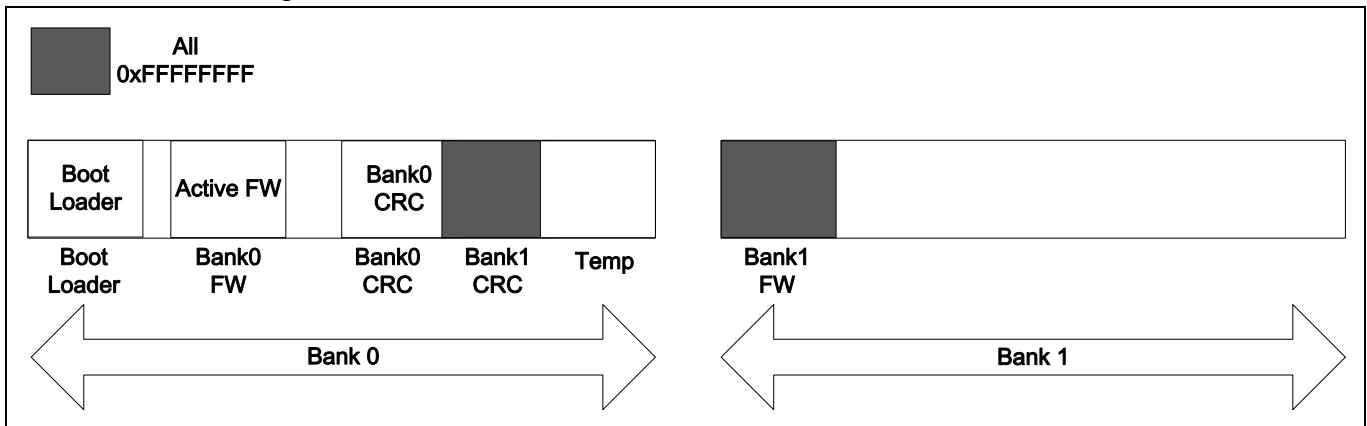 All
0xFFFFFFFF
Boot
Loader
Active FW
Bank0
CRC
Boot
Loader
Bank0
FW
Bank0
CRC
Bank1
CRC
Temp
Bank1
FW
Bank 0
Bank 1